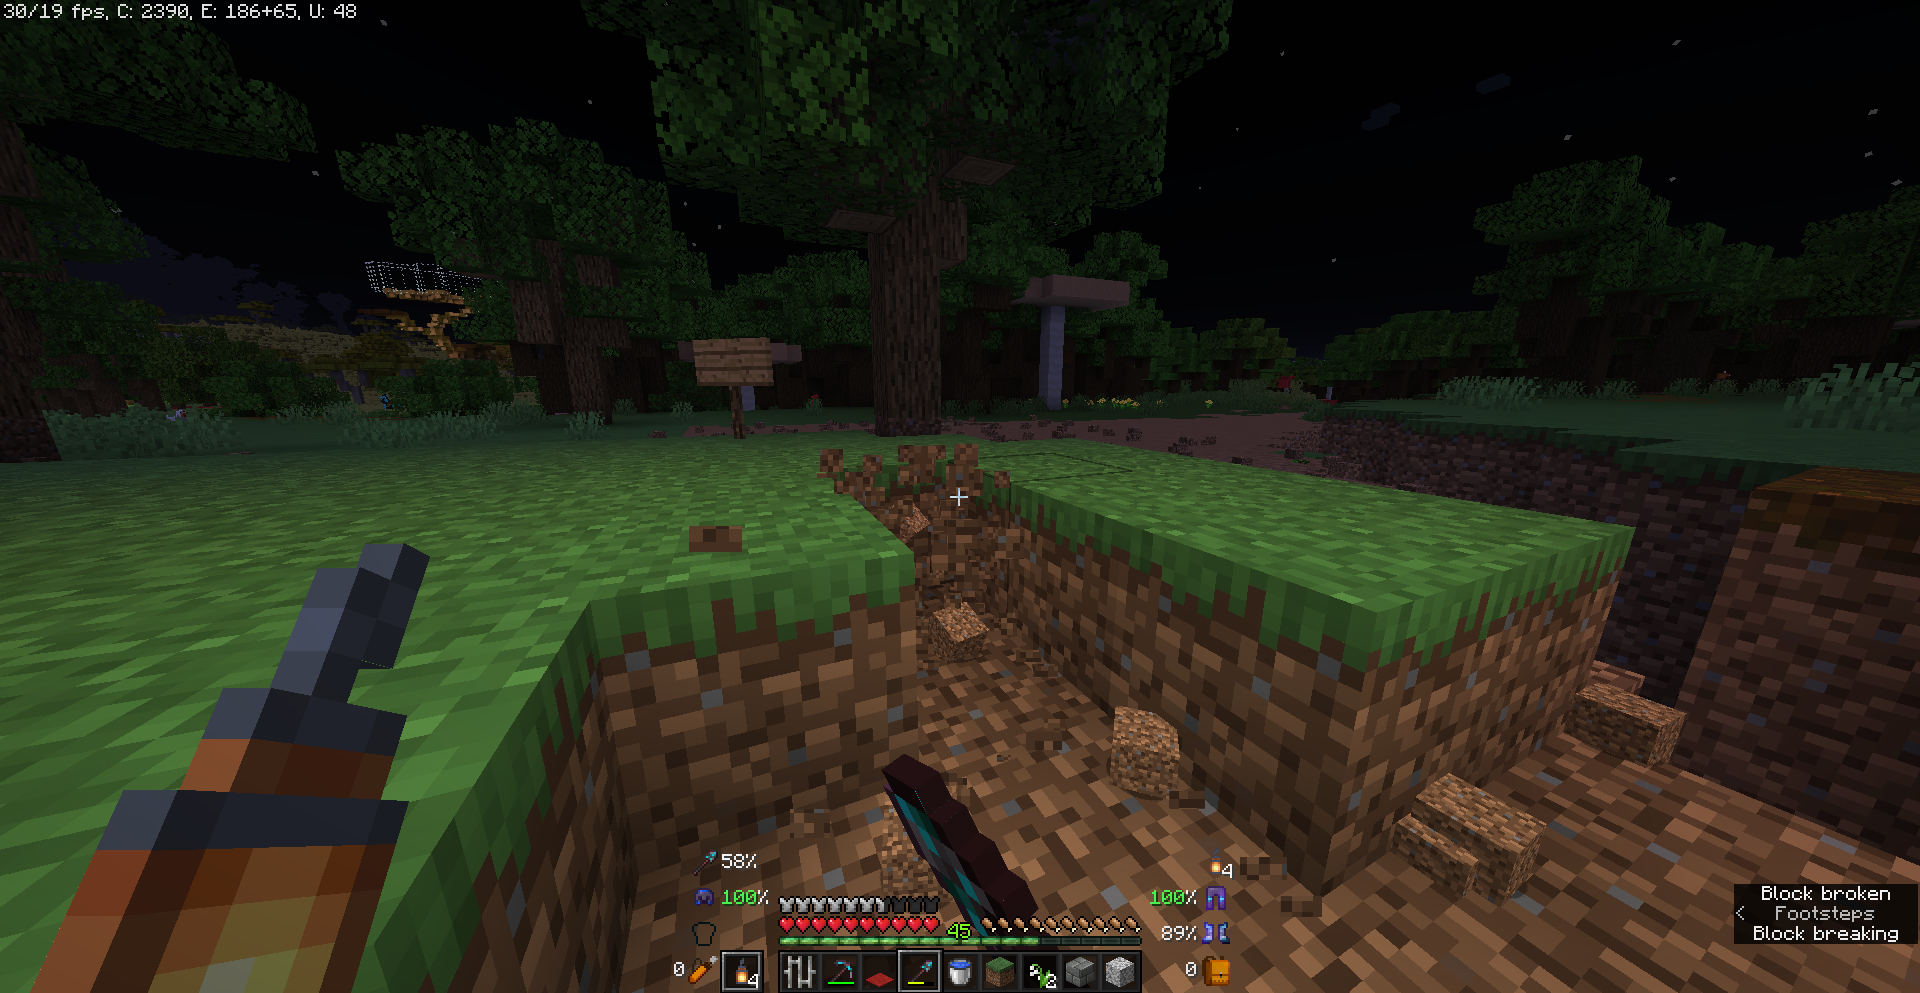 30/19 fps, C: 2390, E: 186+65, U: 48
58%
4
100%
100%
45
89%
0
4
2
0
Block broken
< Footsteps
Block breaking